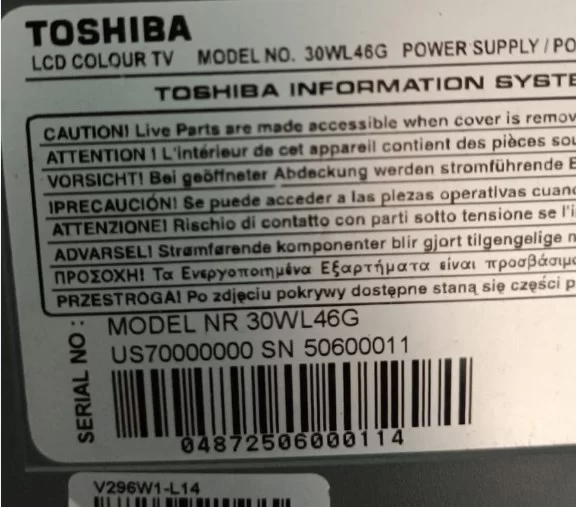 TOSHIBA
LCD COLOUR TV MODEL NO. 30WL46G POWER SUPPLY / PO
TOSHIBA INFORMATION SYSTE
CAUTION! Live Parts are made accessible when cover is remov
ATTENTION ! L'intérieur de cet appareil contient des pièces sou
VORSICHT! Bei geöffneter Abdeckung werden stromführende E
!PRECAUCIÓN! Se puede acceder a las piezas operativas cuand
ATTENZIONE! Rischio di contatto con parti sotto tensione se l'i
ADVARSEL! Strømførende komponenter blir gjort tilgengelige n
ΠΡΟΣΟΧΗ! Τα Ενεργοποιημένα Εξαρτήματα είναι προσβάσιμα
PRZESTROGA! Po zdjęciu pokrywy dostępne staną się części p
SERIAL NO :
MODEL NR 30WL46G
US70000000 SN 50600011
04872506000114
V296W1-L14